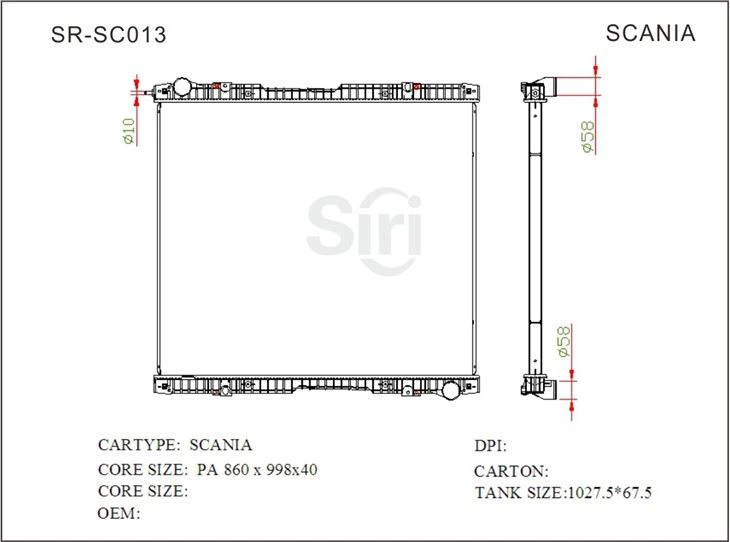 SR-SC013
SCANIA
ø10
ø58
Siri
ø58
CARTYPE: SCANIA
CORE SIZE: PA 860 x 998x40
CORE SIZE:
OEM:
DPI:
CARTON:
TANK SIZE:1027.5*67.5